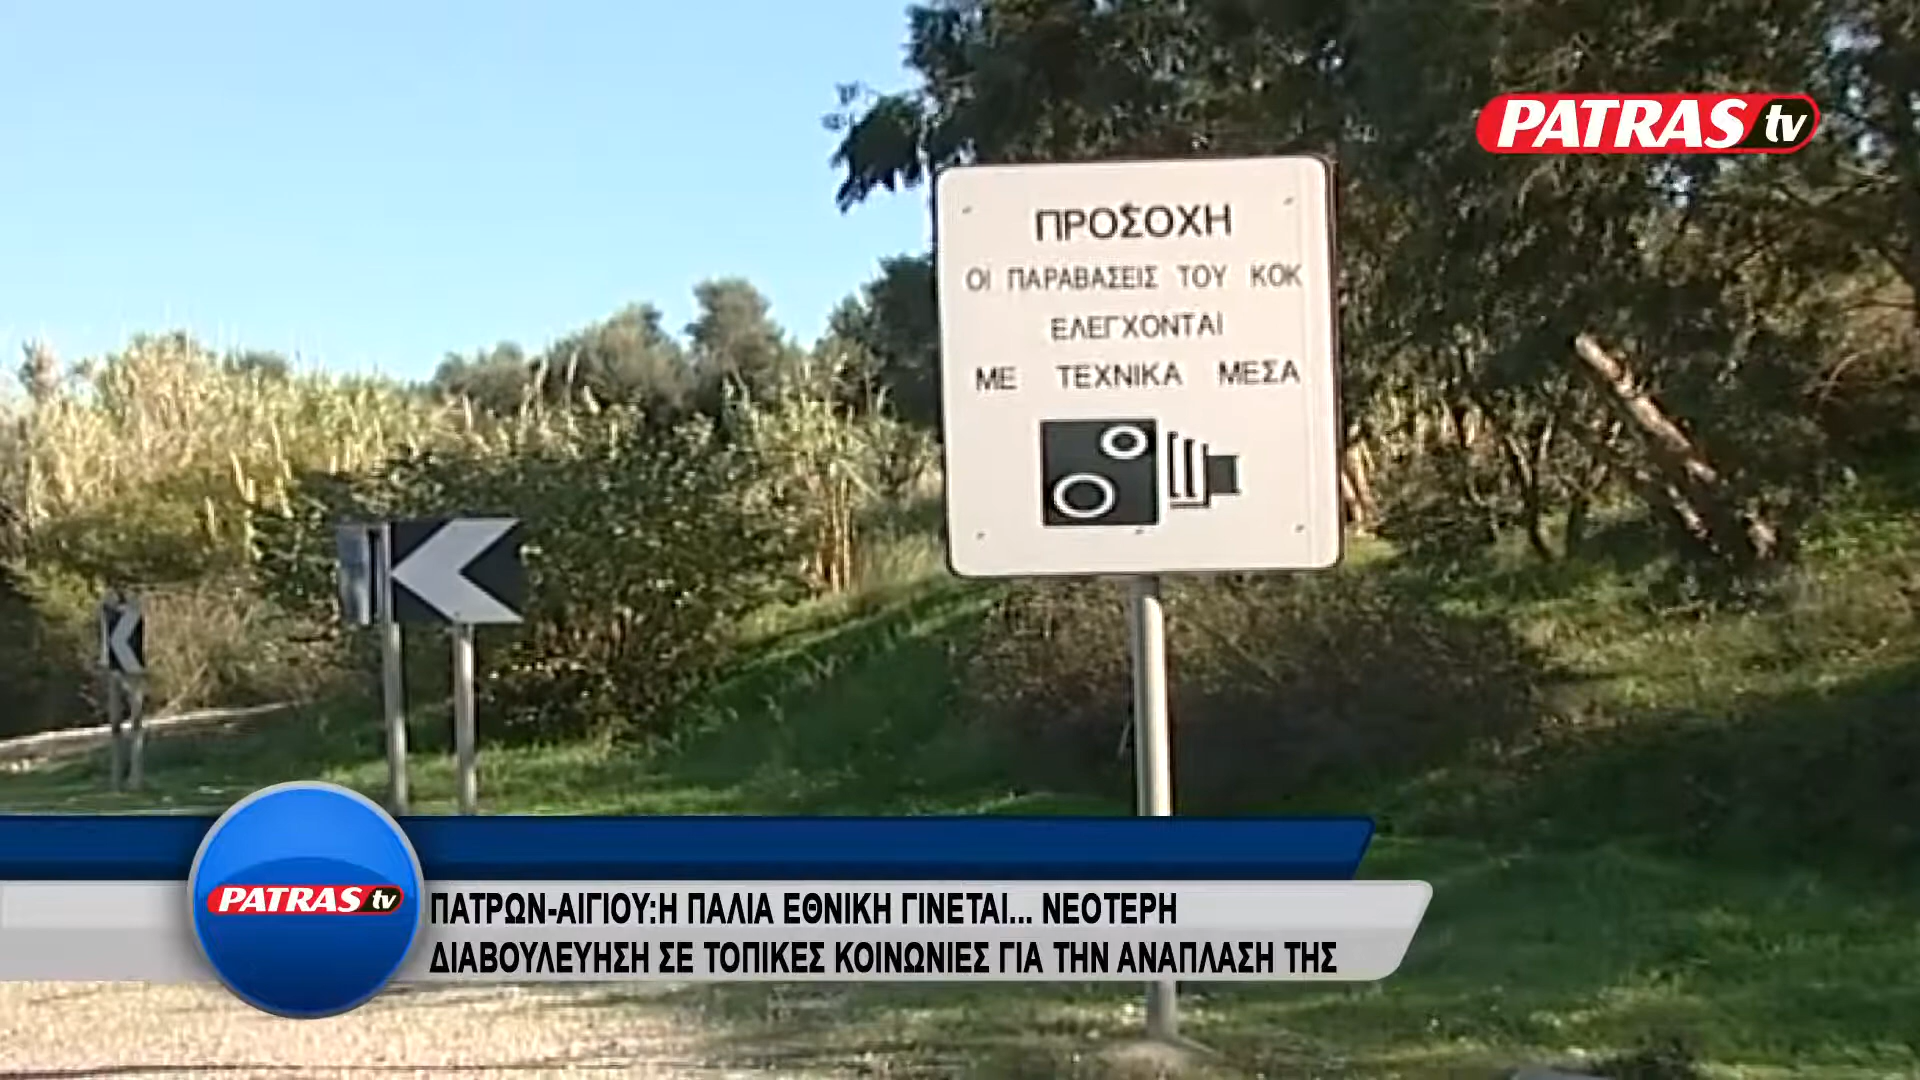 PATRAS tv
ΠΡΟΣΟΧΗ
ΟΙ ΠΑΡΑΒΑΣΕΙΣ ΤΟΥ ΚΟΚ
ΕΛΕΓΧΟΝΤΑΙ
ΜΕ ΤΕΧΝΙΚΑ ΜΕΣΑ
PATRAS tv
ΠΑΤΡΩΝ-ΑΙΓΙΟΥ:Η ΠΑΛΙΑ ΕΘΝΙΚΗ ΓΙΝΕΤΑΙ... ΝΕΟΤΕΡΗ
ΔΙΑΒΟΥΛΕΥΗΣΗ ΣΕ ΤΟΠΙΚΕΣ ΚΟΙΝΩΝΙΕΣ ΓΙΑ ΤΗΝ ΑΝΑΠΛΑΣΗ ΤΗΣ